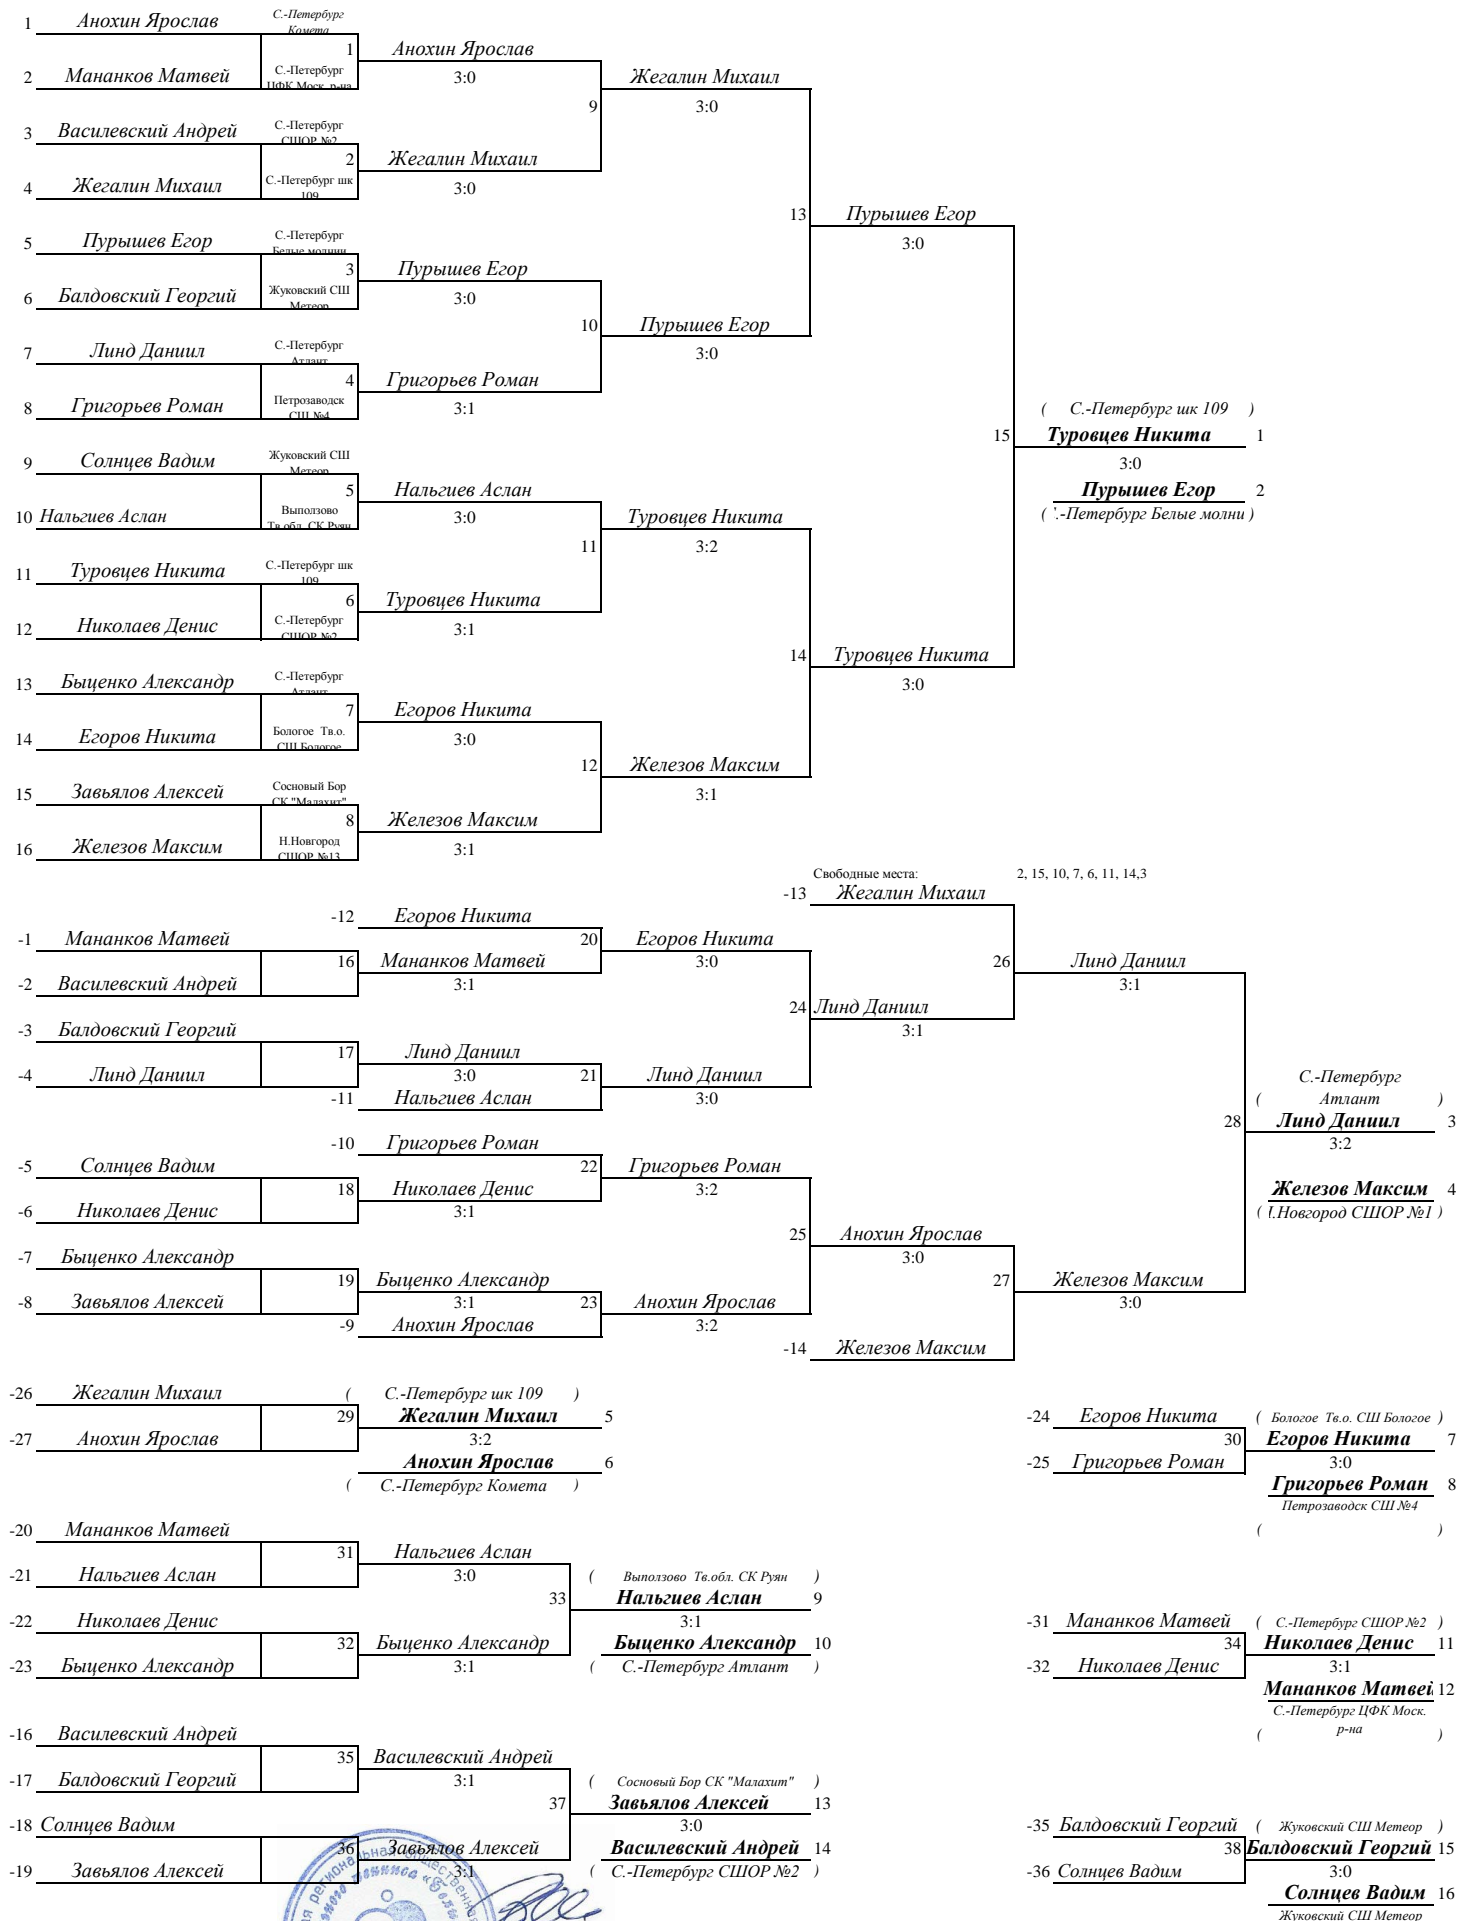 1 Анохин Ярослав С.-Петербург Комета
1 Анохин Ярослав
2 Мананков Матвей С.-Петербург ЦФК Моск. р-на 3:0 Жегалин Михаил
9 3:0
3 Василевский Андрей С.-Петербург СШОР №2
2 Жегалин Михаил
4 Жегалин Михаил С.-Петербург шк 109 3:0
13 Пурышев Егор
5 Пурышев Егор С.-Петербург Белые молнии 3:0
3 Пурышев Егор
6 Балдовский Георгий Жуковский СШ Метеор 3:0
10 Пурышев Егор
7 Линд Даниил С.-Петербург Атлант 3:0
4 Григорьев Роман
8 Григорьев Роман Петрозаводск СШ №4 3:1 ( С.-Петербург шк 109 )
15 Туровцев Никита 1
9 Солнцев Вадим Жуковский СШ Метеор 3:0
5 Нальгиев Аслан Пурышев Егор 2
10 Нальгиев Аслан Выползово Тв.обл. СК Руян 3:0 Туровцев Никита ( .-Петербург Белые молни )
11 3:2
11 Туровцев Никита С.-Петербург шк 109
6 Туровцев Никита
12 Николаев Денис С.-Петербург СШОР №2 3:1
14 Туровцев Никита
13 Быценко Александр С.-Петербург Атлант 3:0
7 Егоров Никита
14 Егоров Никита Бологое Тв.о. СШ Бологое 3:0
12 Железов Максим
15 Завьялов Алексей Сосновый Бор СК "Малахит" 3:1
8 Железов Максим
16 Железов Максим Н.Новгород СШОР №13 3:1
Свободные места: 2, 15, 10, 7, 6, 11, 14,3
-13 Жегалин Михаил
-12 Егоров Никита
-1 Мананков Матвей 20 Егоров Никита
16 Мананков Матвей 3:0 26 Линд Даниил
-2 Василевский Андрей 3:1 3:1
24 Линд Даниил
-3 Балдовский Георгий 3:1
17 Линд Даниил
-4 Линд Даниил 3:0 21 Линд Даниил С.-Петербург
-11 Нальгиев Аслан 3:0 ( Атлант )
28 Линд Даниил 3
-10 Григорьев Роман 3:2
-5 Солнцев Вадим 22 Григорьев Роман
18 Николаев Денис 3:2 Железов Максим 4
-6 Николаев Денис 3:1 ( .Новгород СШОР №1 )
25 Анохин Ярослав
-7 Быценко Александр 3:0
19 Быценко Александр 27 Железов Максим
-8 Завьялов Алексей 3:1 23 Анохин Ярослав 3:0
-9 Анохин Ярослав 3:2
-14 Железов Максим
-26 Жегалин Михаил ( С.-Петербург шк 109 )
29 Жегалин Михаил 5 -24 Егоров Никита ( Бологое Тв.о. СШ Бологое )
-27 Анохин Ярослав 3:2 30 Егоров Никита 7
Анохин Ярослав 6 -25 Григорьев Роман 3:0
( С.-Петербург Комета ) Григорьев Роман 8
Петрозаводск СШ №4
-20 Мананков Матвей ( )
31 Нальгиев Аслан
-21 Нальгиев Аслан 3:0 ( Выползово Тв.обл. СК Руян )
33 Нальгиев Аслан 9
-22 Николаев Денис 3:1 -31 Мананков Матвей ( С.-Петербург СШОР №2 )
32 Быценко Александр Быценко Александр 10 34 Николаев Денис 11
-23 Быценко Александр 3:1 ( С.-Петербург Атлант ) -32 Николаев Денис 3:1
Мананков Матвей 12
С.-Петербург ЦФК Моск.
-16 Василевский Андрей ( р-на )
35 Василевский Андрей
-17 Балдовский Георгий 3:1 ( Сосновый Бор СК "Малахит" )
37 Завьялов Алексей 13
-18 Солнцев Вадим 3:0 -35 Балдовский Георгий ( Жуковский СШ Метеор )
36 Завьялов Алексей Василевский Андрей 14 38 Балдовский Георгий 15
-19 Завьялов Алексей 3:1 ( С.-Петербург СШОР №2 ) -36 Солнцев Вадим 3:0
Солнцев Вадим 16
Жуковский СШ Метеор